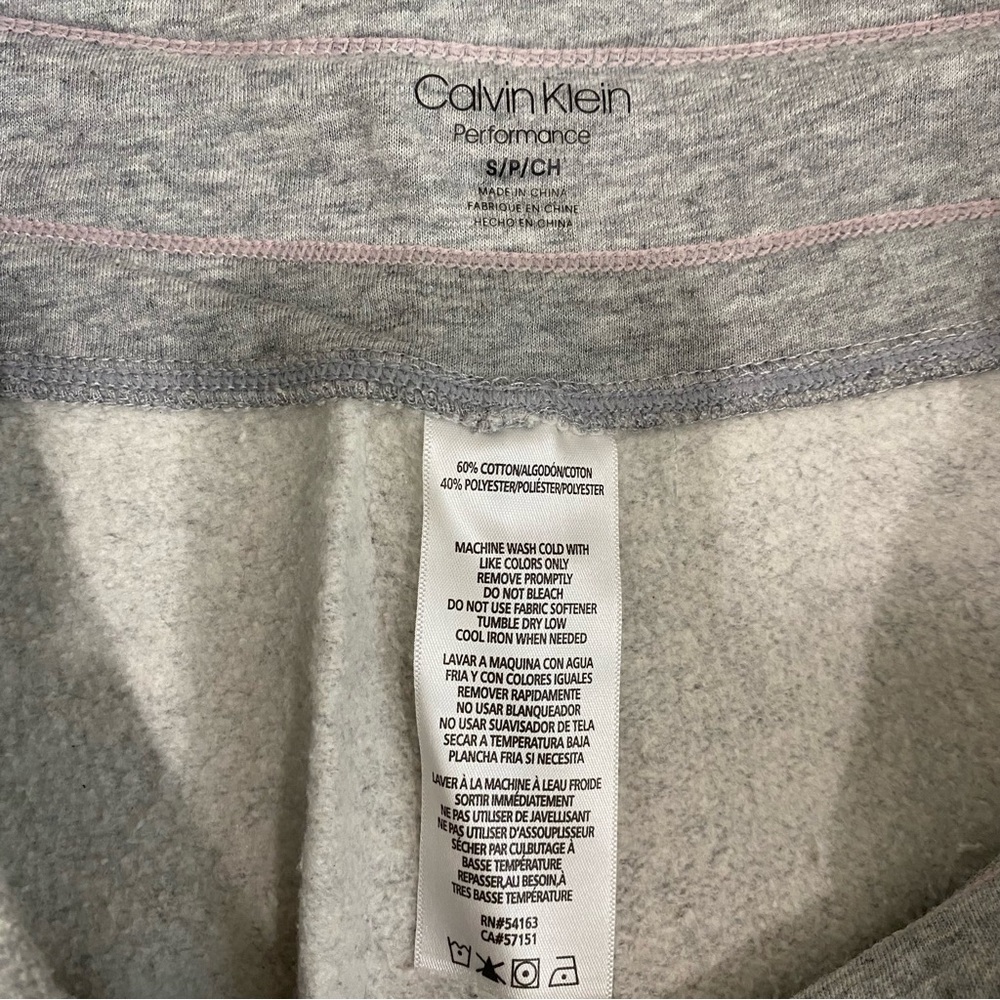 Calvin Klein
Performance
S/P/CH
MADE IN CHINA
FABRIQUE EN CHINE
HECHO EN CHINA
60% COTTON/ALGODÓN/COTON
40% POLYESTER/POLIÉSTER/POLYESTER
MACHINE WASH COLD WITH
LIKE COLORS ONLY
REMOVE PROMPTLY
DO NOT BLEACH
DO NOT USE FABRIC SOFTENER
TUMBLE DRY LOW
COOL IRON WHEN NEEDED
LAVAR A MAQUINA CON AGUA
FRIA Y CON COLORES IGUALES
REMOVER RAPIDAMENTE
NO USAR BLANQUEADOR
NO USAR SUAVISADOR DE TELA
SECAR A TEMPERATURA BAJA
PLANCHA FRIA SI NECESITA
LAVER À LA MACHINE À LEAU FROIDE
SORTIR IMMÉDIATEMENT
NE PAS UTILISER DE JAVELLISANT
NE PAS UTILISER D'ASSOUPLISSEUR
SÉCHER PAR CULBUTAGE À
BASSE TEMPÉRATURE
REPASSER,AU BESOIN,À
TRES BASSE TEMPÉRATURE
RN#54163
CA#57151